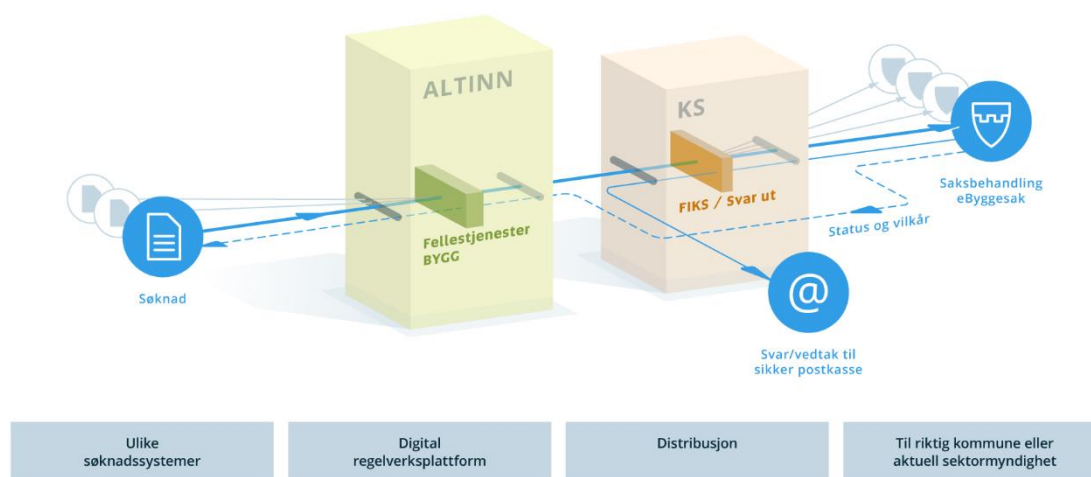 ALTINN
KS
Fellestjenester
BYGG
FIKS / Svar ut
Saksbehandling
eByggesak
Status og vilkår
Søknad
@
Svar/vedtak til
sikker postkasse
Ulike
søknadssystemer
Digital
regelverksplattform
Distribusjon
Til riktig kommune eller
aktuell sektormyndighet